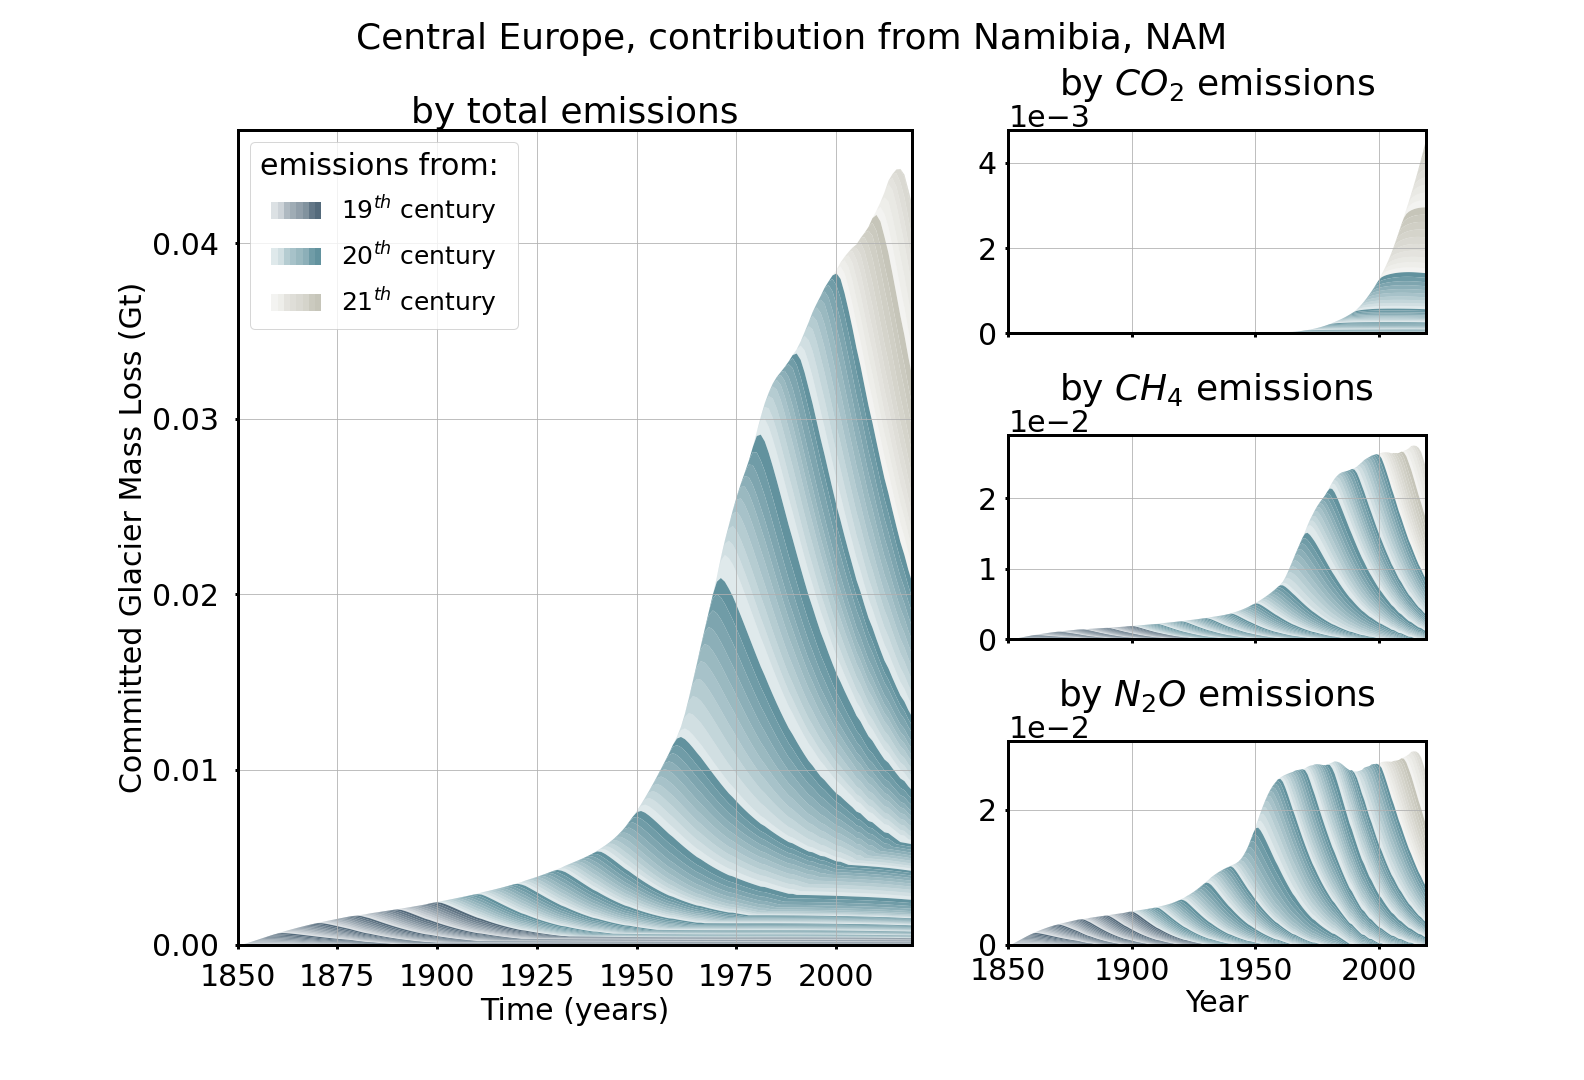 Central Europe, contribution from Namibia, NAM
by total emissions
emissions from:
19th century
20th century
21th century
Committed Glacier Mass Loss (Gt)
0.04
0.03
0.02
0.01
0.00
1850 1875 1900 1925 1950 1975 2000
Time (years)
by CO2 emissions
1e−3
4
2
0
by CH4 emissions
1e−2
2
1
0
by N2O emissions
1e−2
2
0
1850 1900 1950 2000
Year